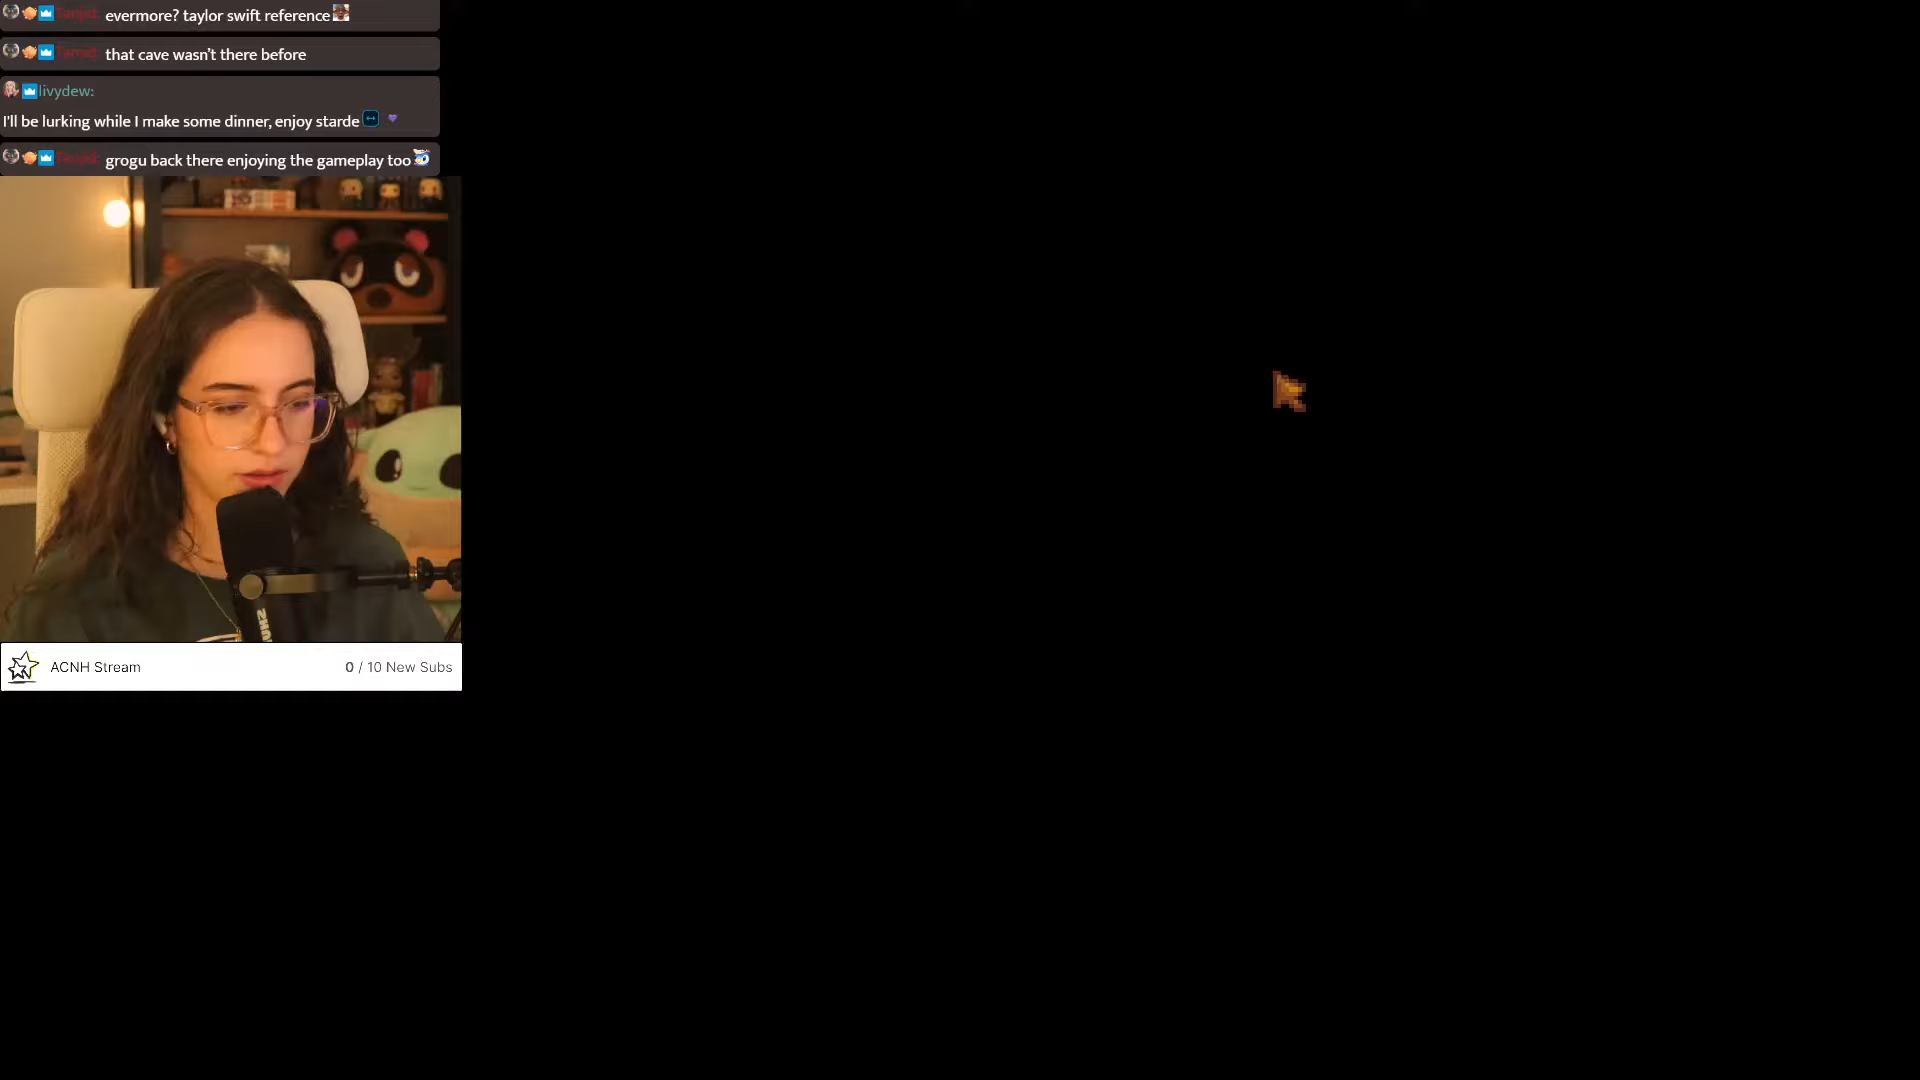 evermore? taylor swift reference
that cave wasn't there before
livydew:
I'll be lurking while I make some dinner, enjoy starde
grogu back there enjoying the gameplay too
ACNH Stream 0 / 10 New Subs